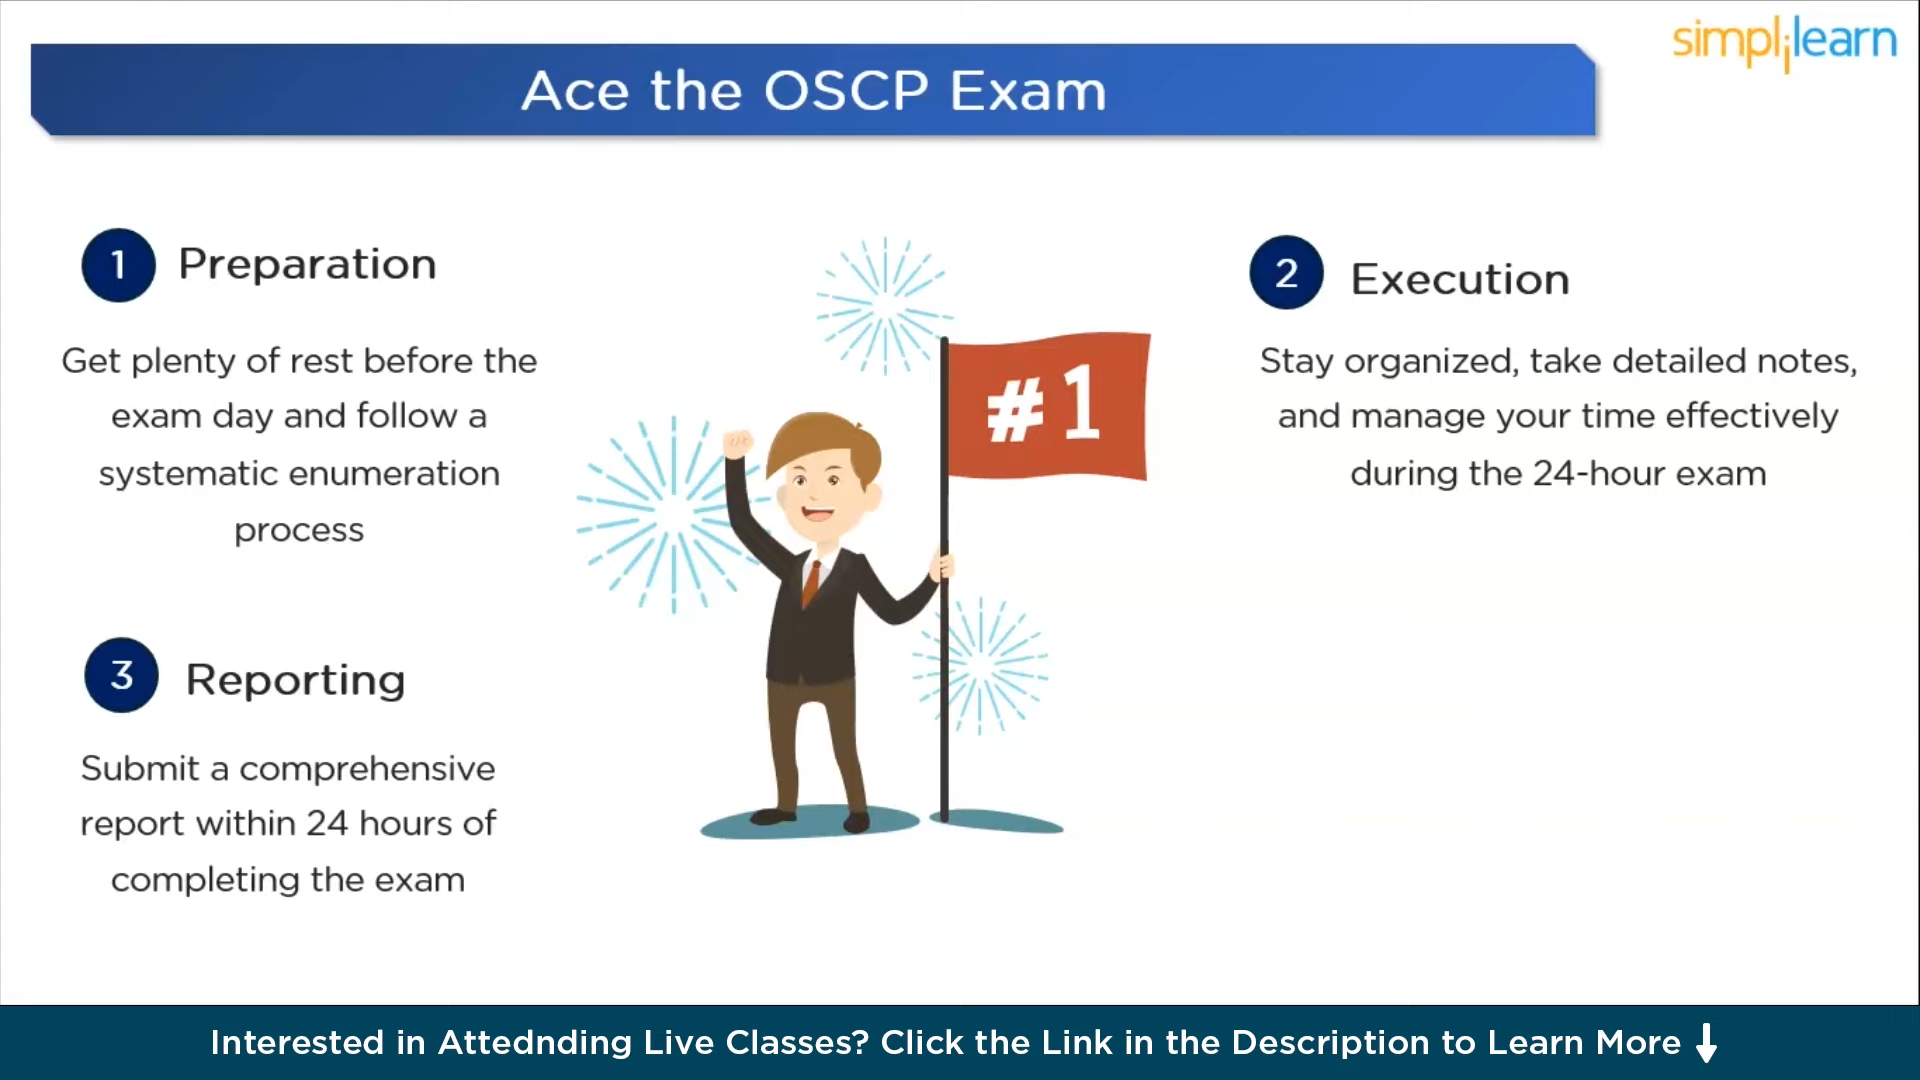 simplilearn
Ace the OSCP Exam
1 Preparation
Get plenty of rest before the
exam day and follow a
systematic enumeration
process
#1
2 Execution
Stay organized, take detailed notes,
and manage your time effectively
during the 24-hour exam
3 Reporting
Submit a comprehensive
report within 24 hours of
completing the exam
Interested in Attednding Live Classes? Click the Link in the Description to Learn More